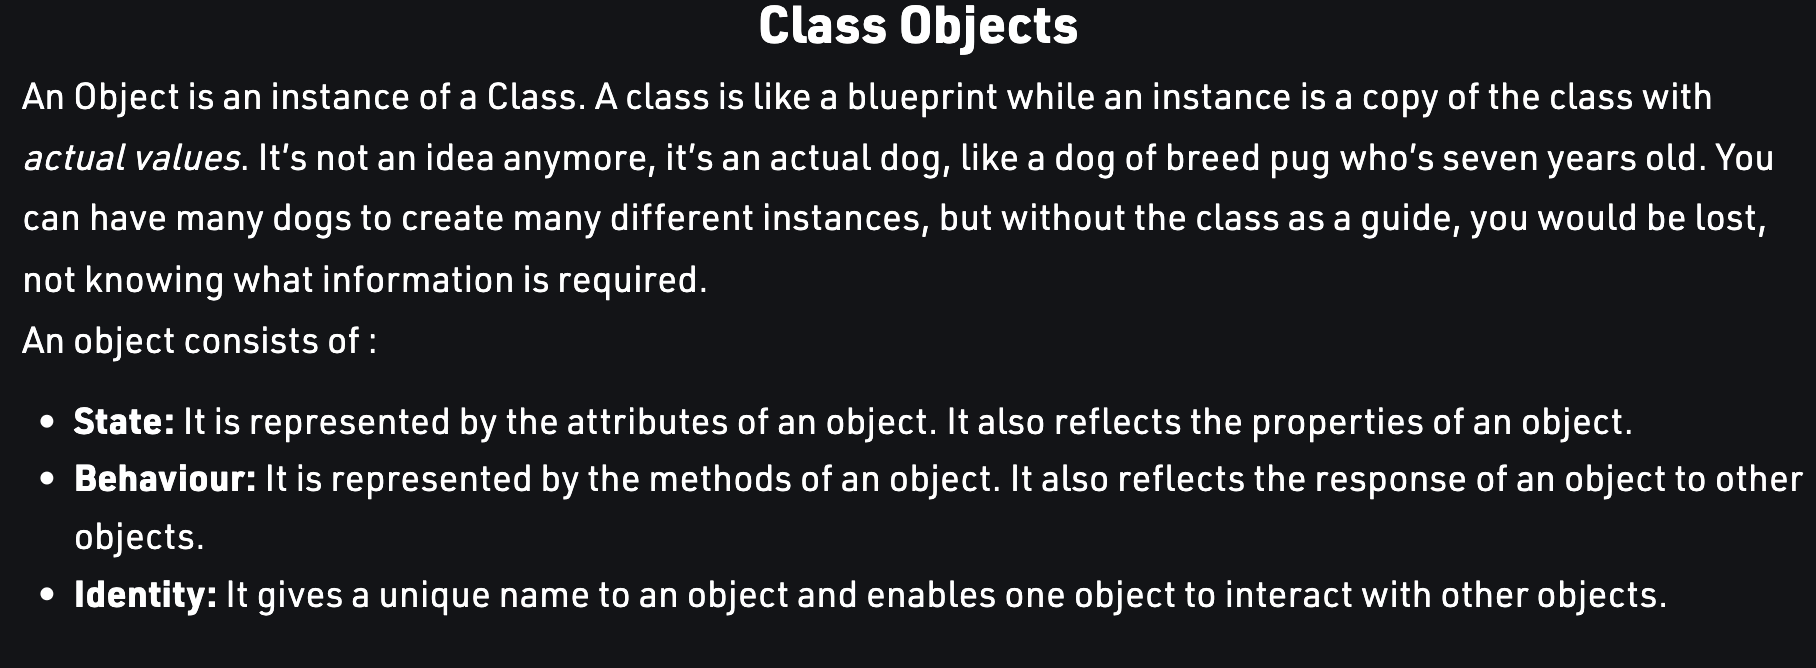 Class Objects
An Object is an instance of a Class. A class is like a blueprint while an instance is a copy of the class with
actual values. It’s not an idea anymore, it’s an actual dog, like a dog of breed pug who’s seven years old. You
can have many dogs to create many different instances, but without the class as a guide, you would be lost,
not knowing what information is required.
An object consists of :
• State: It is represented by the attributes of an object. It also reflects the properties of an object.
• Behaviour: It is represented by the methods of an object. It also reflects the response of an object to other
objects.
• Identity: It gives a unique name to an object and enables one object to interact with other objects.